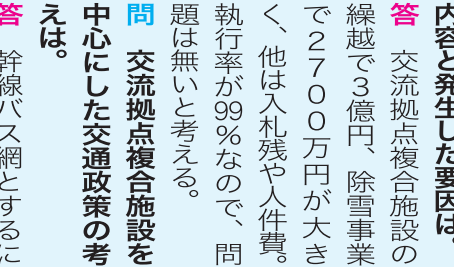 内容と発生した要因は。
答　交流拠点複合施設の
繰越で３億円、除雪事業
で２７００万円が大き
く、他は入札残や人件費。
執行率が99％なので、問
題は無いと考える。
問　交流拠点複合施設を
中心にした交通政策の考
えは。
答　幹線バス網とするに